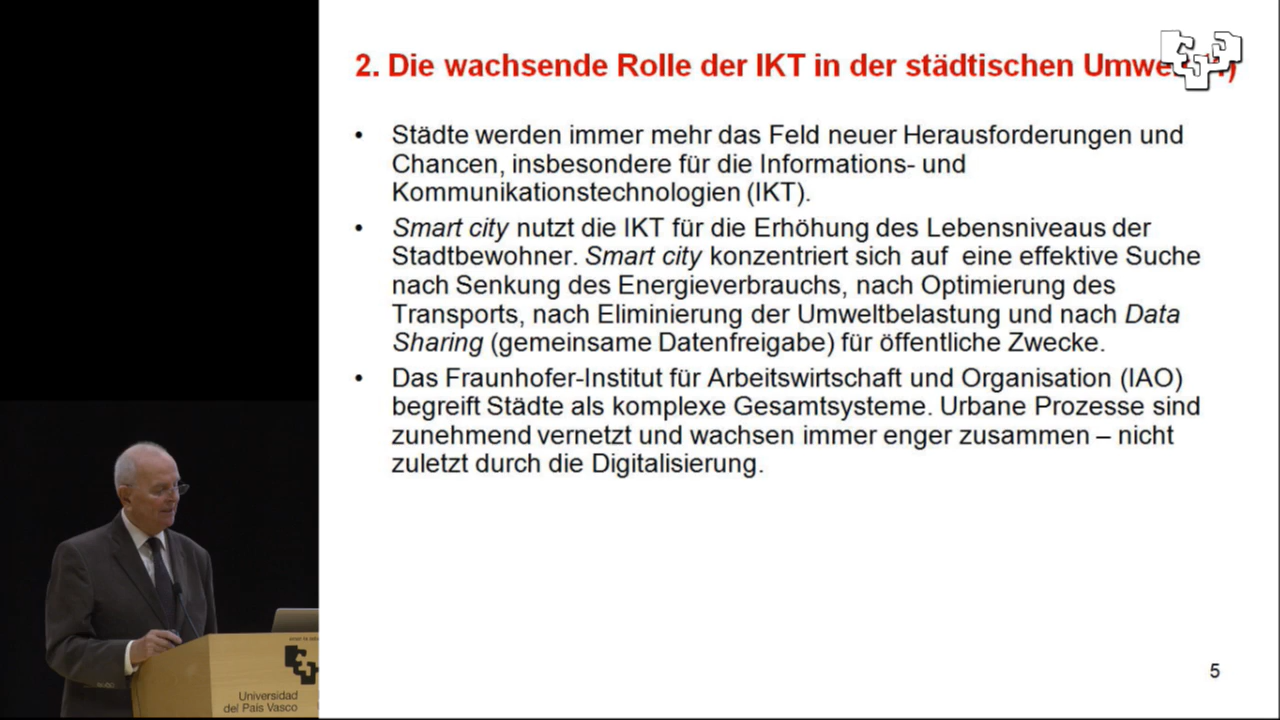 2. Die wachsende Rolle der IKT in der städtischen
Städte werden immer mehr das Feld neuer Herausforderungen und
Chancen, insbesondere für die Informations- und
Kommunikationstechnologien (IKT).
Smart city nutzt die IKT für die Erhöhung des Lebensniveaus der
Stadtbewohner. Smart city konzentriert sich auf eine effektive Suche
nach Senkung des Energieverbrauchs, nach Optimierung des
Transports, nach Eliminierung der Umweltbelastung und nach Data
Sharing (gemeinsame Datenfreigabe) für öffentliche Zwecke.
Das Fraunhofer-Institut für Arbeitswirtschaft und Organisation (IAO)
begreift Städte als komplexe Gesamtsysteme. Urbane Prozesse sind
zunehmend vernetzt und wachsen immer enger zusammen – nicht
zuletzt durch die Digitalisierung.
5
Universidad
del País Vasco